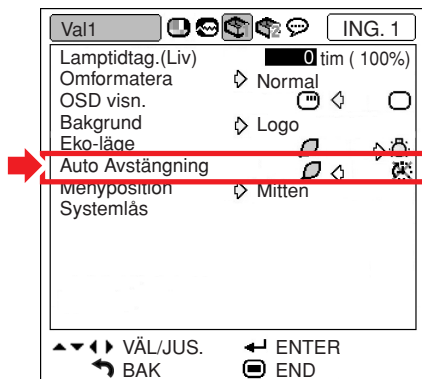 Val1 ING. 1
Lamptidtag.(Liv) 0 tim ( 100%)
Omformatera Normal
OSD visn.
Bakgrund Logo
Eko-läge
Auto Avstängning
Menyposition Mitten
Systemlås
VÄL/JUS. ENTER
BAK END